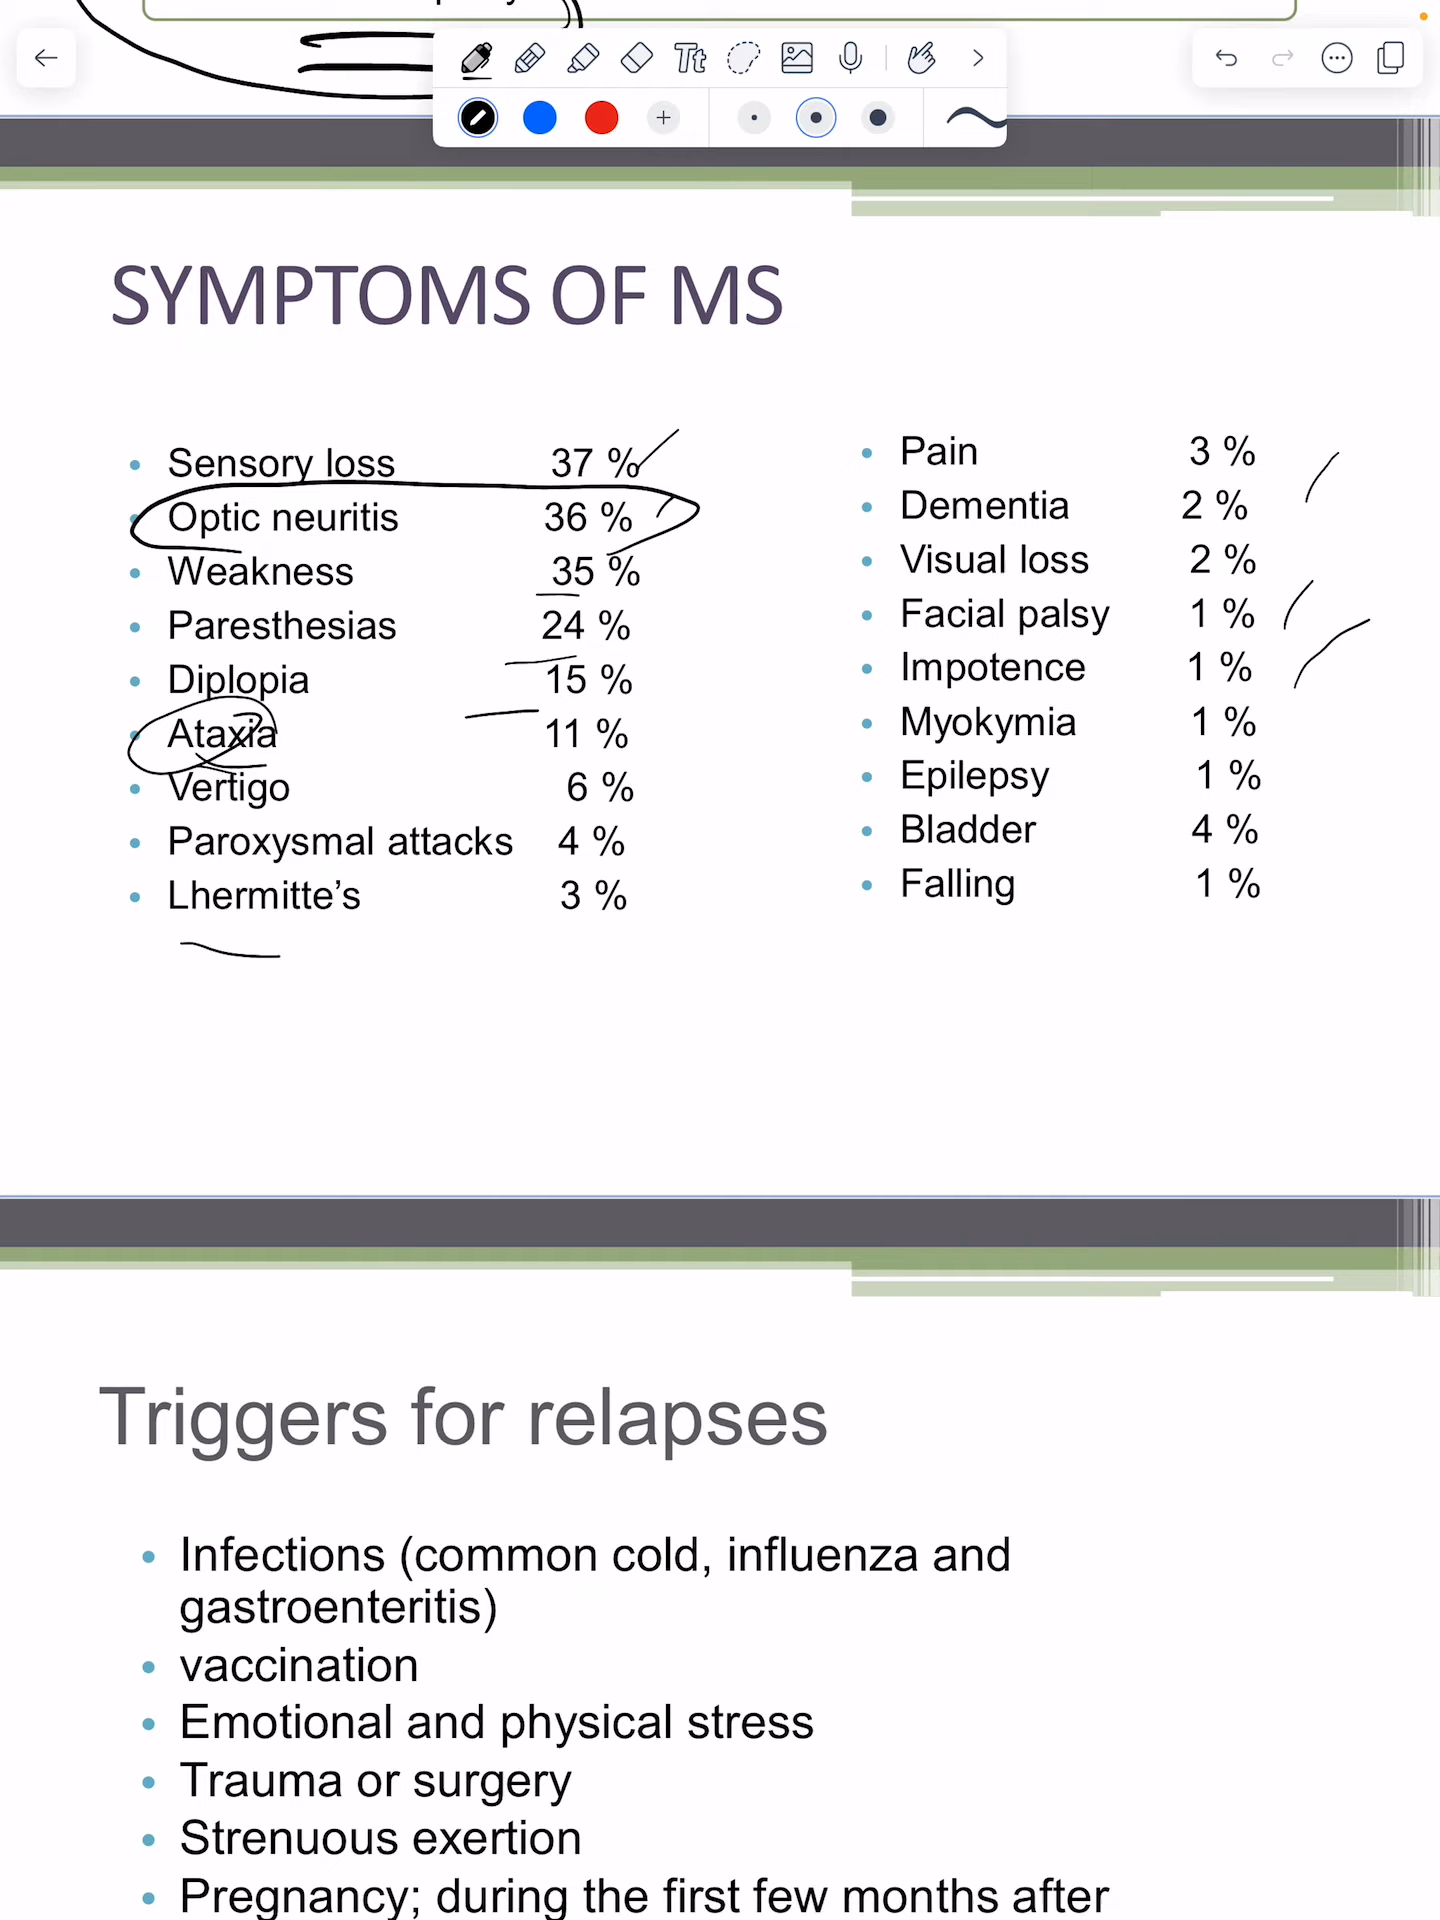 SYMPTOMS OF MS
Sensory loss 37 %
Optic neuritis 36 %
Weakness 35 %
Paresthesias 24 %
Diplopia 15 %
Ataxia 11 %
Vertigo 6 %
Paroxysmal attacks 4 %
Lhermitte’s 3 %
Pain 3 %
Dementia 2 %
Visual loss 2 %
Facial palsy 1 %
Impotence 1 %
Myokymia 1 %
Epilepsy 1 %
Bladder 4 %
Falling 1 %
Triggers for relapses
Infections (common cold, influenza and
gastroenteritis)
vaccination
Emotional and physical stress
Trauma or surgery
Strenuous exertion
Pregnancy; during the first few months after